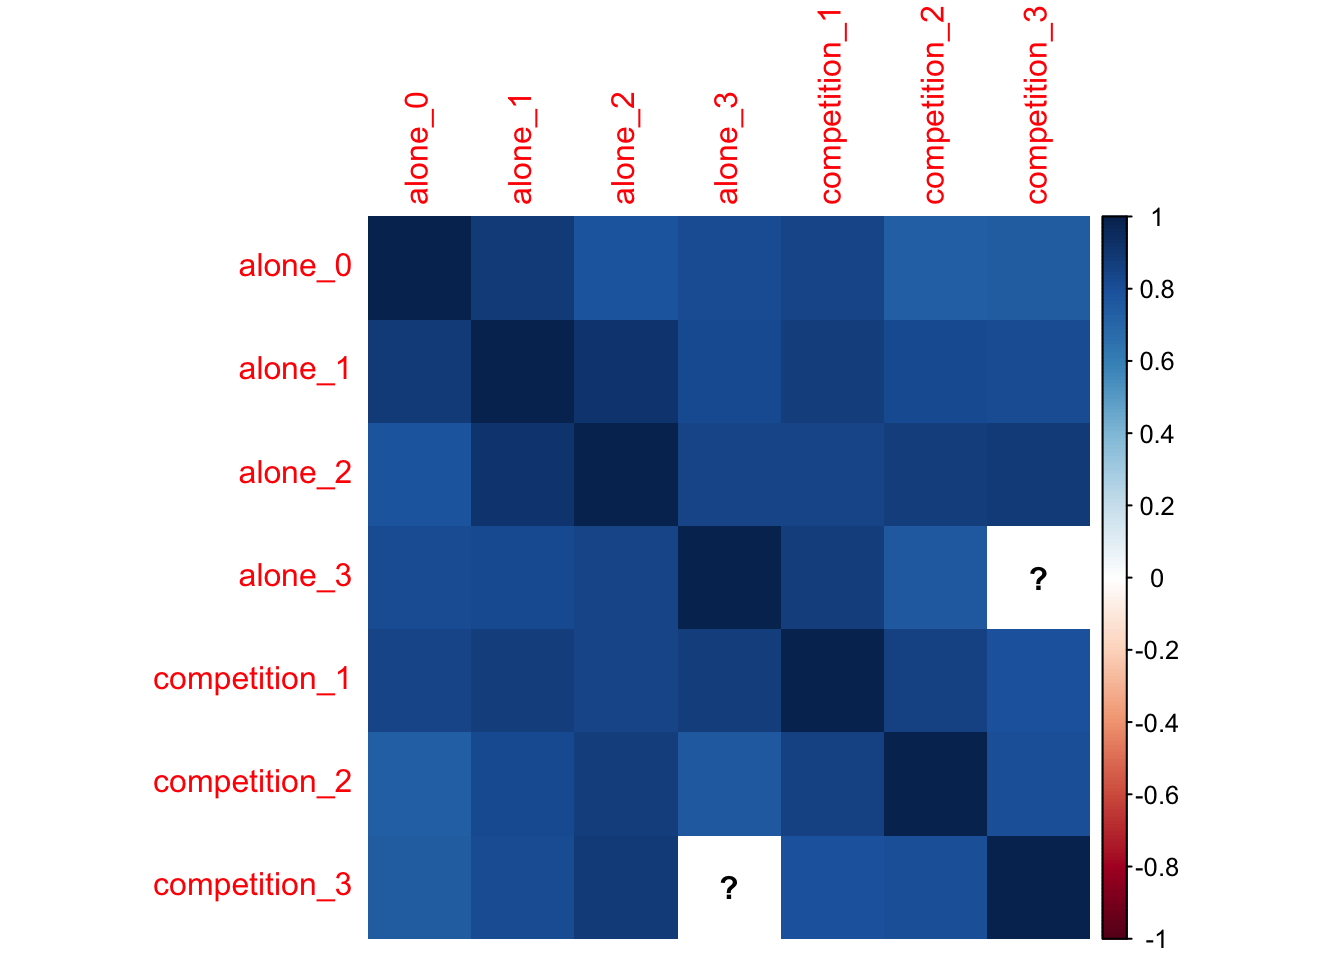 alone_0
alone_1
alone_2
alone_3
competition_1
competition_2
competition_3
alone_0
alone_1
alone_2
alone_3
competition_1
competition_2
competition_3
?
?
1
0.8
0.6
0.4
0.2
0
-0.2
-0.4
-0.6
-0.8
-1